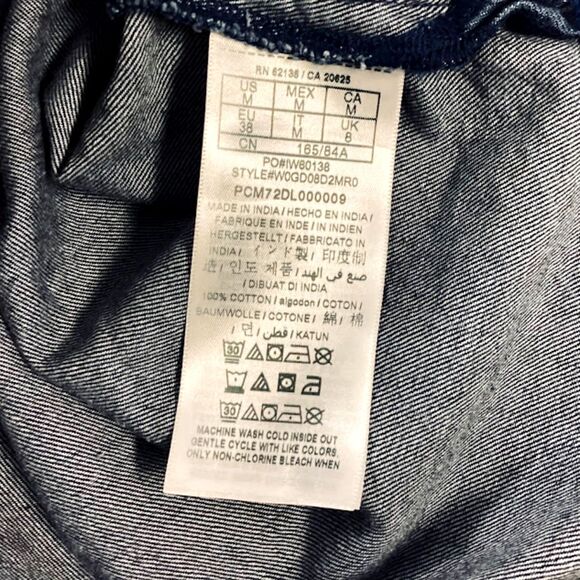 RN 62136 / CA 20625
US M MEX M CA M
EU 38 IT M UK 8
CN 165/84A
PO#IW60138
STYLE#W0GD08D2MR0
PCM72DL000009
MADE IN INDIA / HECHO EN INDIA /
FABRIQUE EN INDE / IN INDIEN
HERGESTELLT / FABBRICATO IN
INDIA / インド製 / 印度制
造 / 인도 제품 / صنع في الهند
/ DIBUAT DI INDIA
100% COTTON / algodon / COTON /
BAUMWOLLE / COTONE / 綿 / 棉
/ 면 / قطن / KATUN
30
30
MACHINE WASH COLD INSIDE OUT
GENTLE CYCLE WITH LIKE COLORS,
ONLY NON-CHLORINE BLEACH WHEN